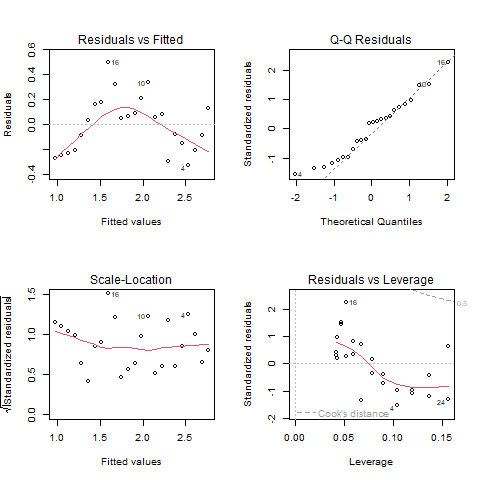 Residuals vs Fitted
Residuals
-0.4 0.0 0.2 0.4 0.6
16
10
4
1.0 1.5 2.0 2.5
Fitted values
Q-Q Residuals
Standardized residuals
-1 0 1 2
16
10
4
-2 -1 0 1 2
Theoretical Quantiles
Scale-Location
√|Standardized residuals|
0.0 0.5 1.0 1.5
16
10
4
1.0 1.5 2.0 2.5
Fitted values
Residuals vs Leverage
Standardized residuals
-2 -1 0 1 2
0.5
16
4
24
Cook's distance
0.00 0.05 0.10 0.15
Leverage